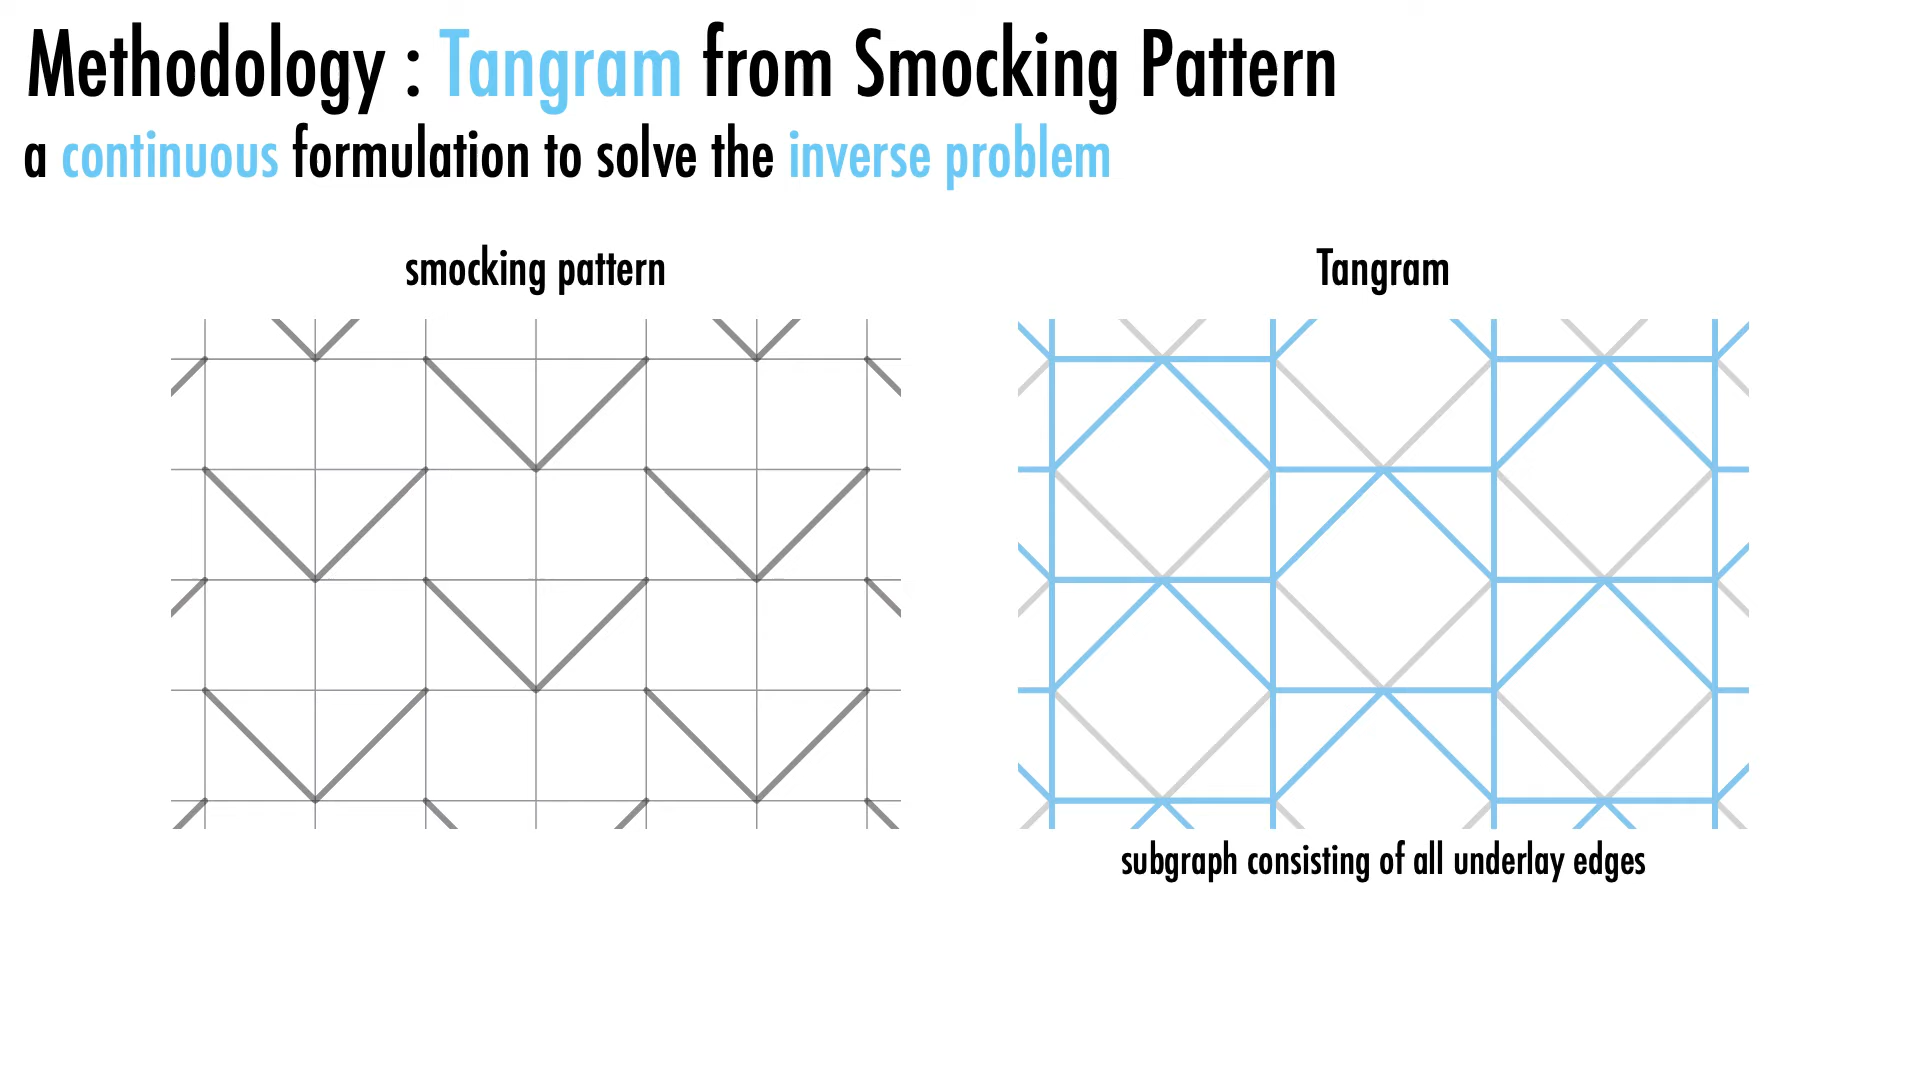 Methodology : Tangram from Smocking Pattern
a continuous formulation to solve the inverse problem
smocking pattern
Tangram
subgraph consisting of all underlay edges